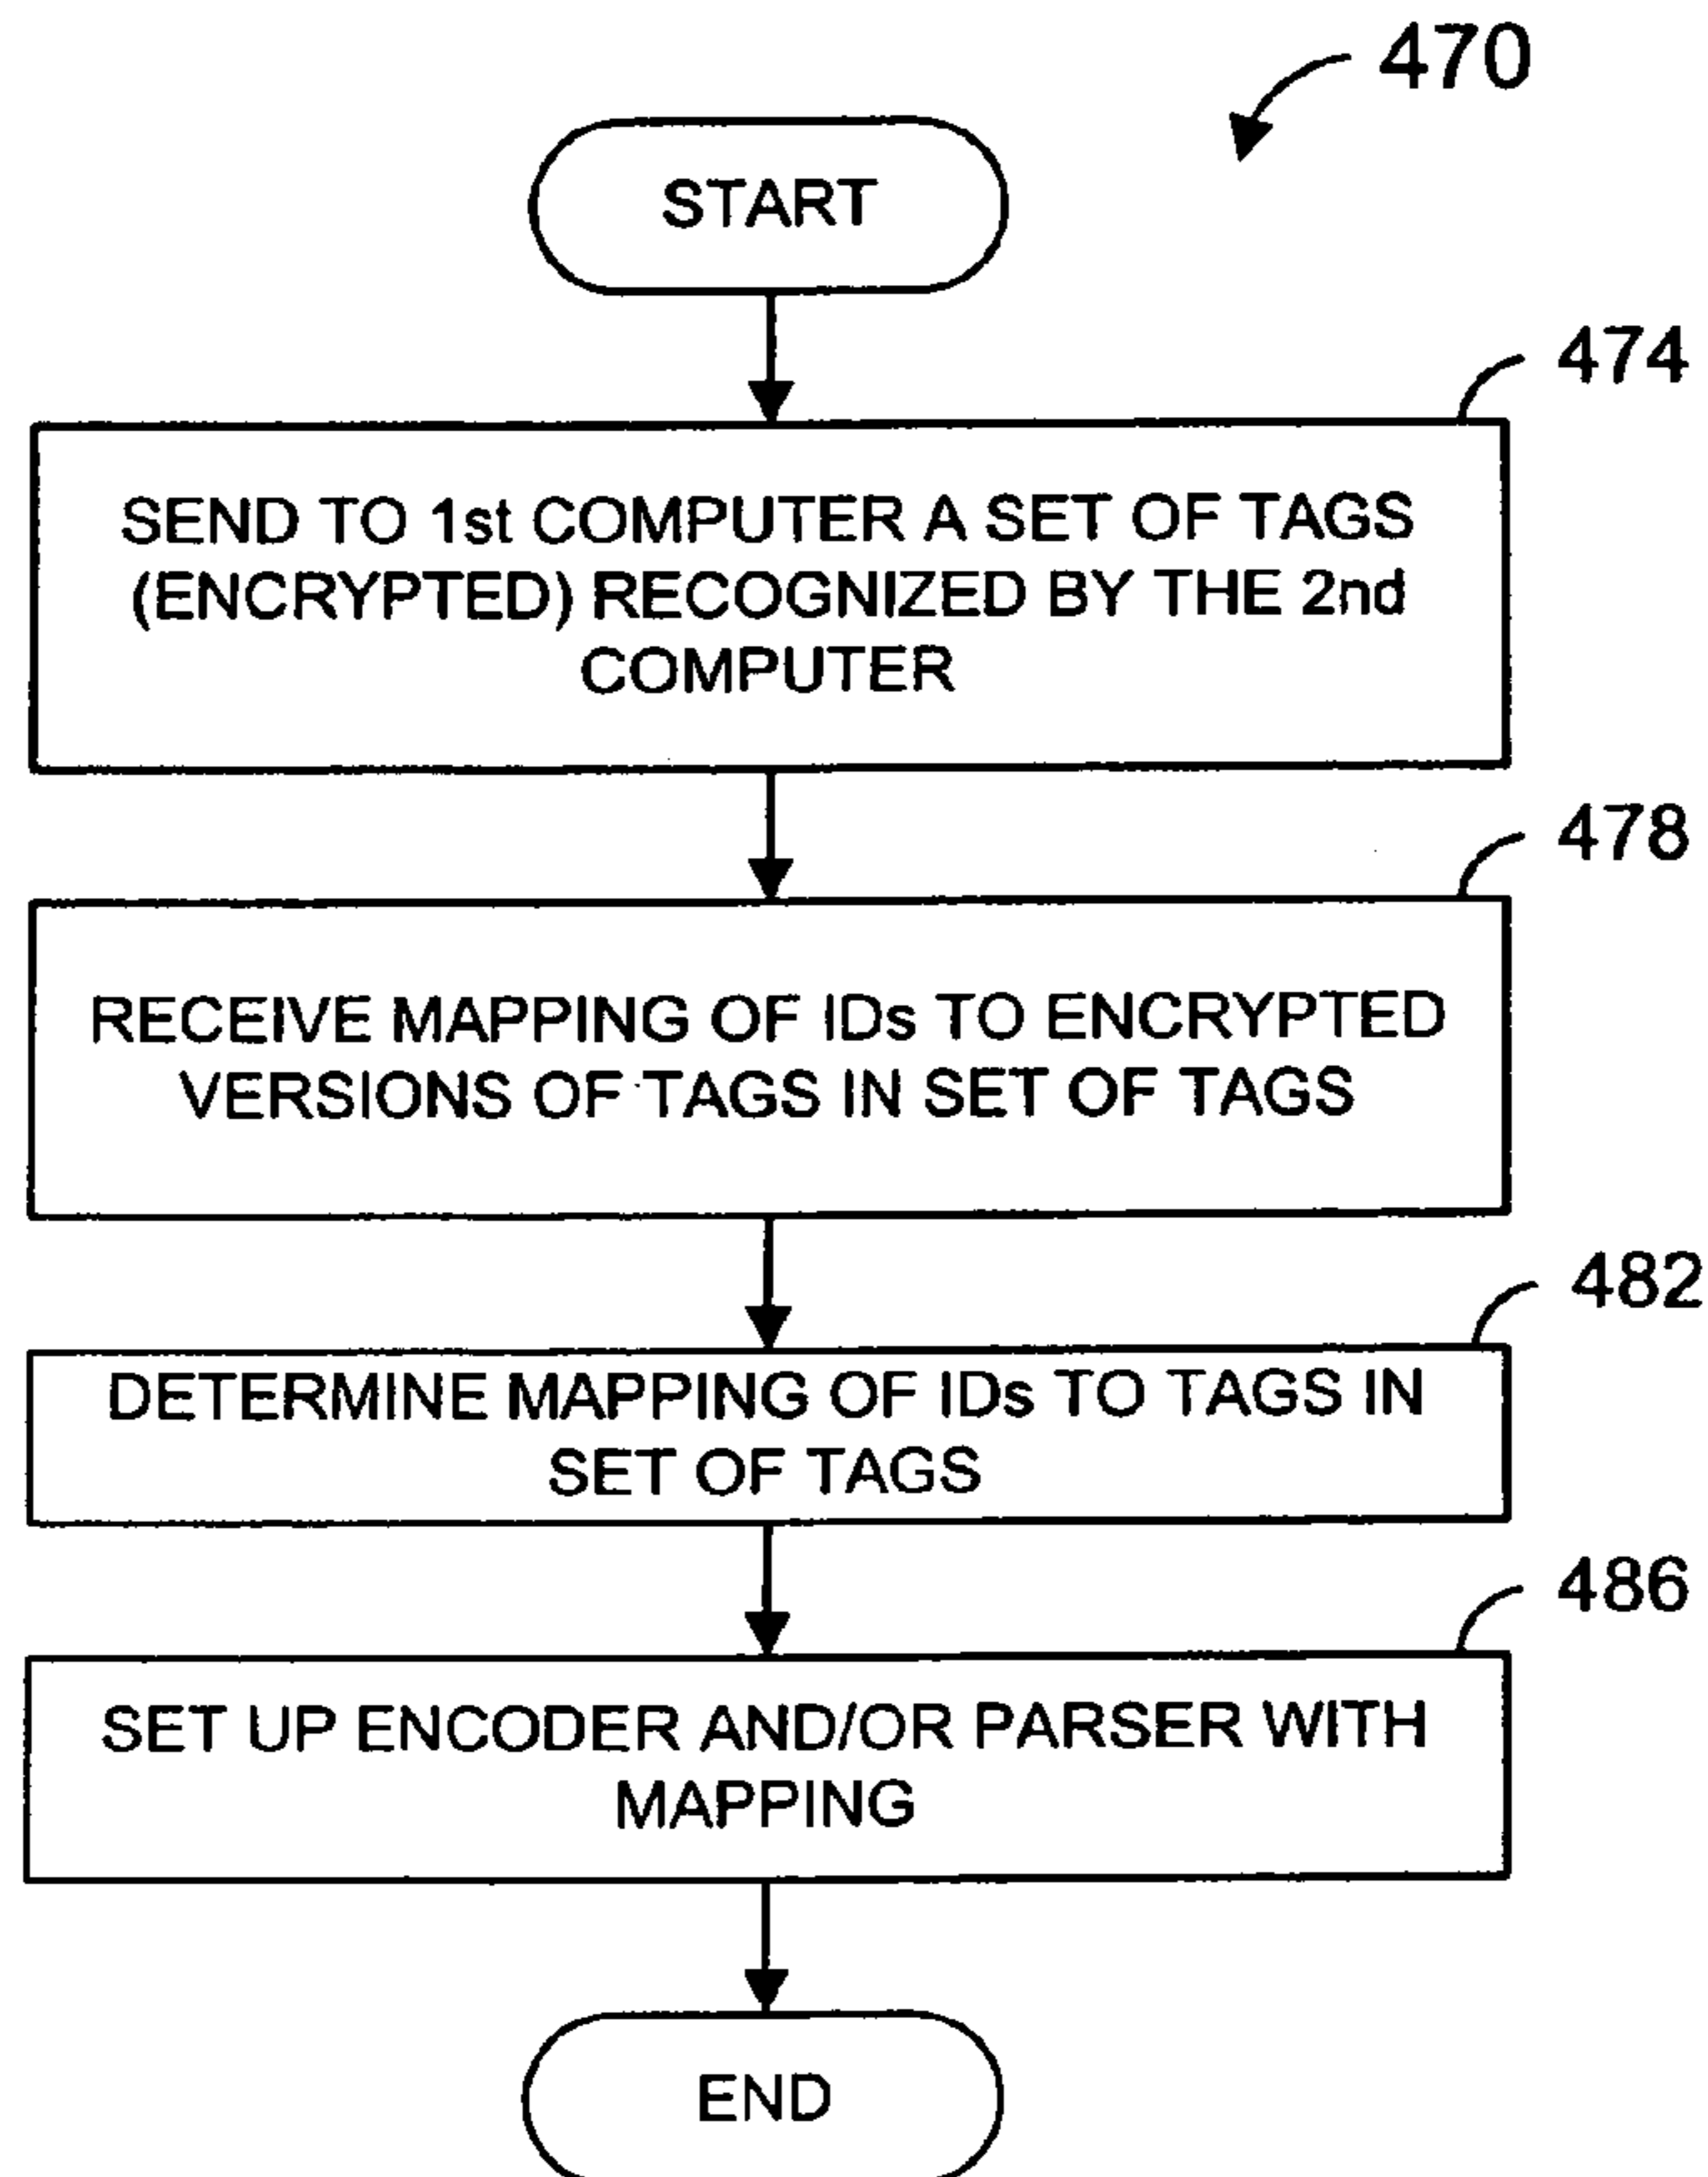 470
START
474
SEND TO 1st COMPUTER A SET OF TAGS
(ENCRYPTED) RECOGNIZED BY THE 2nd
COMPUTER
478
RECEIVE MAPPING OF IDs TO ENCRYPTED
VERSIONS OF TAGS IN SET OF TAGS
482
DETERMINE MAPPING OF IDs TO TAGS IN
SET OF TAGS
486
SET UP ENCODER AND/OR PARSER WITH
MAPPING
END